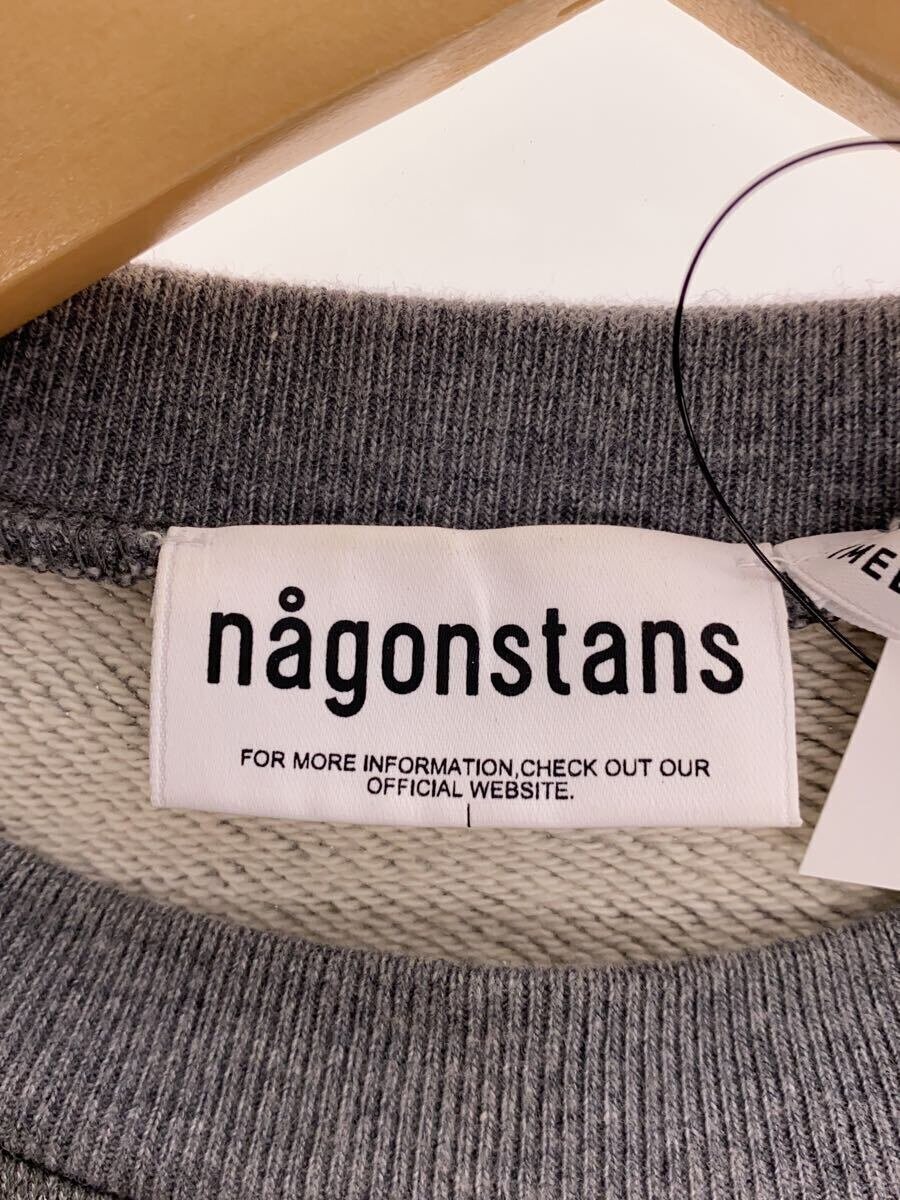 någonstans
FOR MORE INFORMATION,CHECK OUT OUR
OFFICIAL WEBSITE.